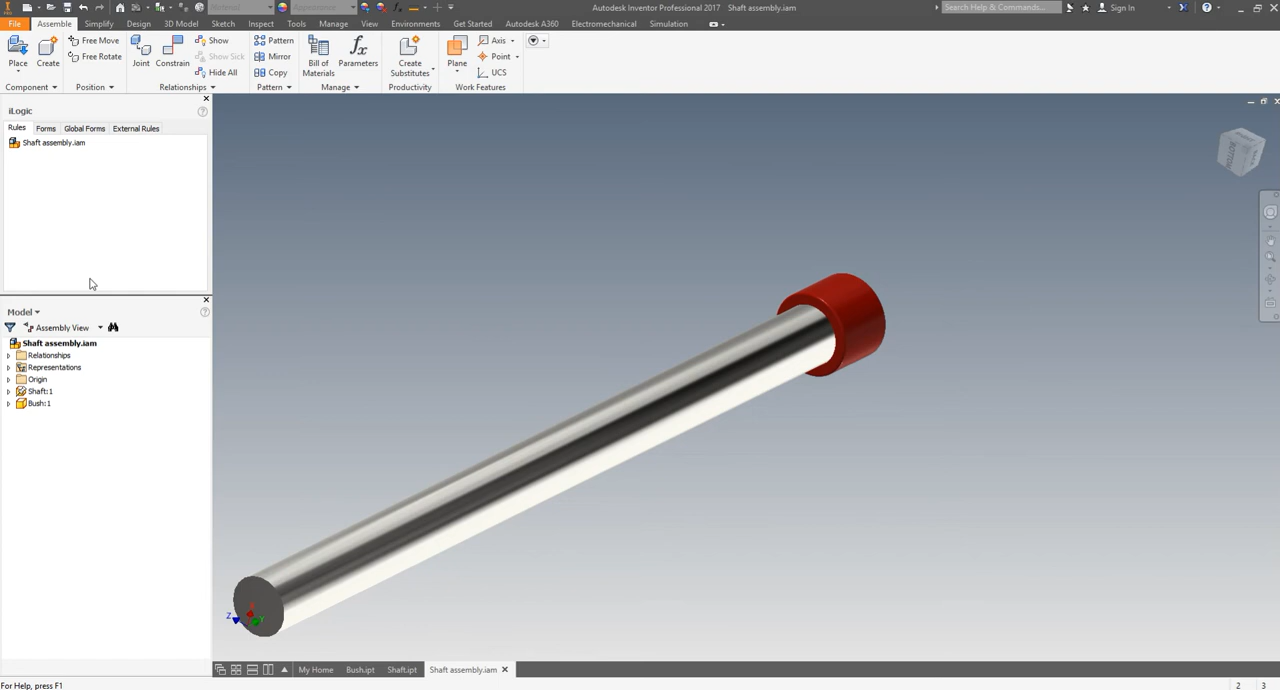 Material
Appearance
Autodesk Inventor Professional 2017 Shaft assembly.iam
Search Help & Commands...
Sign In
File Assemble Simplify Design 3D Model Sketch Inspect Tools Manage View Environments Get Started Autodesk A360 Electromechanical Simulation
Place
Create
Free Move
Free Rotate
Joint
Constrain
Show
Show Sick
Hide All
Pattern
Mirror
Copy
Bill of
Materials
Parameters
Create
Substitutes
Plane
Axis
Point
UCS
Component Position Relationships Pattern Manage Productivity Work Features
iLogic
Rules Forms Global Forms External Rules
Shaft assembly.iam
Model
Assembly View
Shaft assembly.iam
Relationships
Representations
Origin
Shaft:1
Bush:1
Z
My Home Bush.ipt Shaft.ipt Shaft assembly.iam
For Help, press F1
2 3